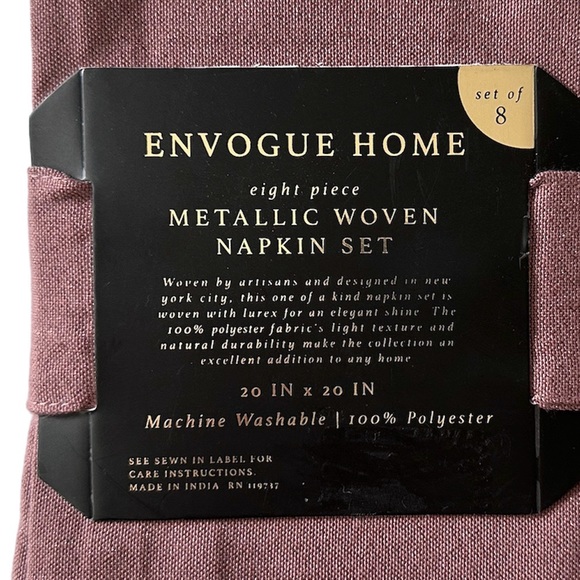 set of
8
ENVOGUE HOME
eight piece
METALLIC WOVEN
NAPKIN SET
Woven by artisans and designed in new
york city, this one of a kind napkin set is
woven with lurex for an elegant shine The
100% polyester fabric's light texture and
natural durability make the collection an
excellent addition to any home
20 IN x 20 IN
Machine Washable | 100% Polyester
SEE SEWN IN LABEL FOR
CARE INSTRUCTIONS.
MADE IN INDIA RN 119717